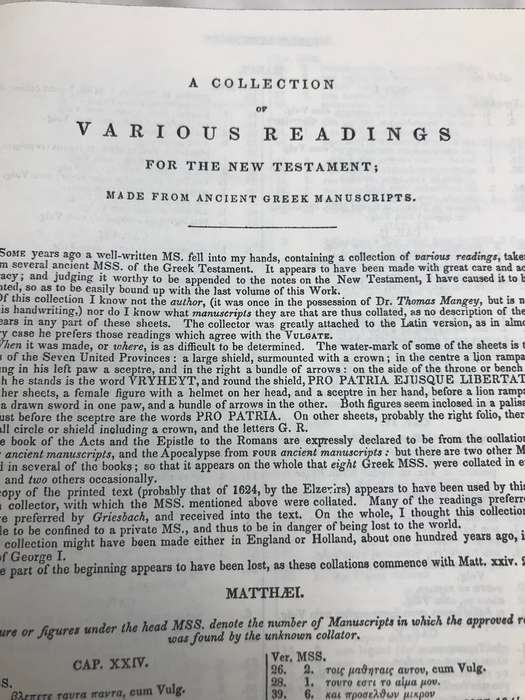 A COLLECTION
OF
VARIOUS READINGS
FOR THE NEW TESTAMENT;
MADE FROM ANCIENT GREEK MANUSCRIPTS.
SOME years ago a well-written MS. fell into my hands, containing a collection of various readings, take
m several ancient MSS. of the Greek Testament. It appears to have been made with great care and ac
racy; and judging it worthy to be appended to the notes on the New Testament, I have caused it to b
nted, so as to be easily bound up with the last volume of this Work.
Of this collection I know not the author, (it was once in the possession of Dr. Thomas Mangey, but is n
is handwriting,) nor do I know what manuscripts they are that are thus collated, as no description of the
ears in any part of these sheets. The collector was greatly attached to the Latin version, as in almo
ry case he prefers those readings which agree with the VULGATE.
When it was made, or where, is as difficult to be determined. The water-mark of some of the sheets is t
s of the Seven United Provinces: a large shield, surmounted with a crown; in the centre a lion rampa
ing in his left paw a sceptre, and in the right a bundle of arrows: on the side of the throne or bench
h he stands is the word VRYHEYT, and round the shield, PRO PATRIA EJUSQUE LIBERTAT
her sheets, a female figure with a helmet on her head, and a sceptre in her hand, before a lion rampa
a drawn sword in one paw, and a bundle of arrows in the other. Both figures seem inclosed in a palisa
ust before the sceptre are the words PRO PATRIA. On other sheets, probably the right folio, ther
all circle or shield including a crown, and the letters G. R.
e book of the Acts and the Epistle to the Romans are expressly declared to be from the collation
ancient manuscripts, and the Apocalypse from FOUR ancient manuscripts: but there are two other M
d in several of the books; so that it appears on the whole that eight Greek MSS. were collated in e
and two others occasionally.
copy of the printed text (probably that of 1624, by the Elzevirs) appears to have been used by this
collector, with which the MSS. mentioned above were collated. Many of the readings preferre
re preferred by Griesbach, and received into the text. On the whole, I thought this collection
le to be confined to a private MS., and thus to be in danger of being lost to the world.
collection might have been made either in England or Holland, about one hundred years ago, i
of George I.
e part of the beginning appears to have been lost, as these collations commence with Matt. xxiv. 2
MATTHÆI.
ure or figures under the head MSS. denote the number of Manuscripts in which the approved re
was found by the unknown collator.
CAP. XXIV.
SS.
βλεπετε ταυτα παντα, cum Vulg.
Ver. MSS.
26. 2. τοις μαθηταις αυτου, cum Vulg.
28. 1. τουτο εστι το αιμα μου.
39. 6. και προσελθων μικρον